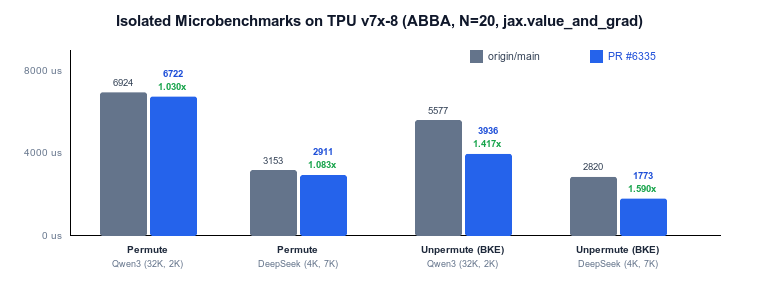 Isolated Microbenchmarks on TPU v7x-8 (ABBA, N=20, jax.value_and_grad)
origin/main
PR #6335
8000 us
4000 us
0 us
6924
6722
1.030x
3153
2911
1.083x
5577
3936
1.417x
2820
1773
1.590x
Permute
Qwen3 (32K, 2K)
Permute
DeepSeek (4K, 7K)
Unpermute (BKE)
Qwen3 (32K, 2K)
Unpermute (BKE)
DeepSeek (4K, 7K)